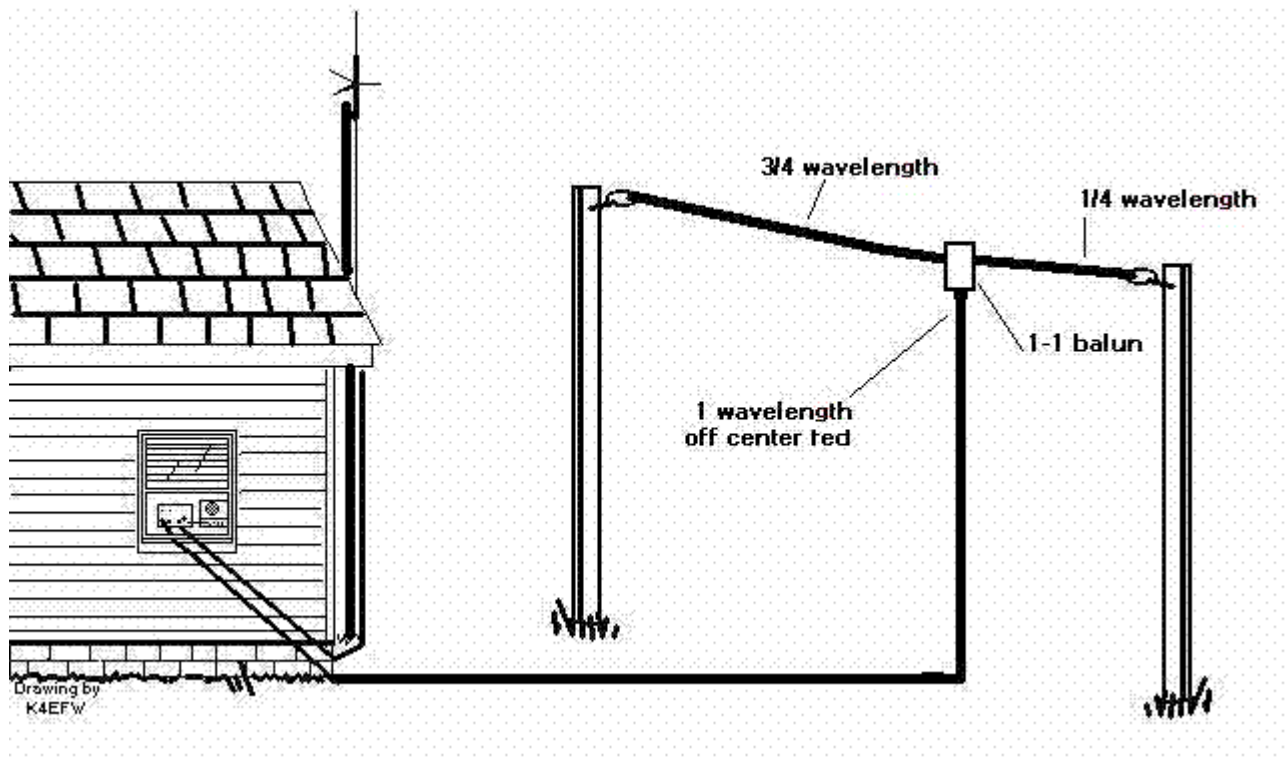 3/4 wavelength
1/4 wavelength
1-1 balun
1 wavelength
off center fed
Drawing by
K4EFW